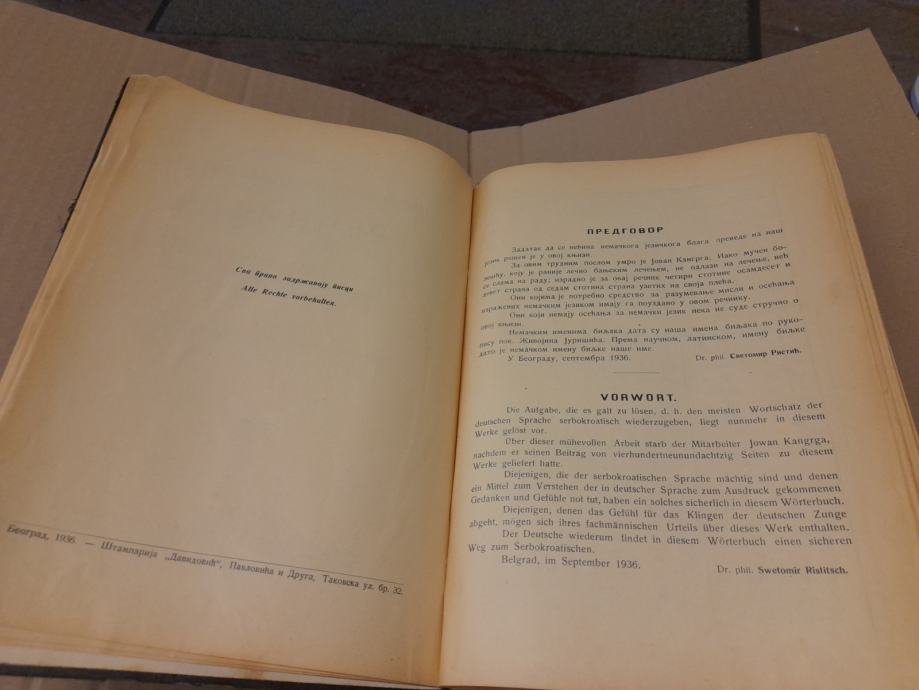 Сва права задржавају писци
Alle Rechte vorbehalten.
Београд, 1936. — Штампарија „Давидовић", Павловића и Друга, Таковска ул. бр. 32.
ПРЕДГОВОР
Задатак да се већина немачкога језичкога блага преведе на наш
језик решен је у овој књизи.
За овим трудним послом умро је Јован Кангрга. Иако мучен бо-
лешћу, коју је раније лечио бањским лечењем, не одлази на лечење, већ
се слама на раду; израдио је за овај речник четири стотине осамдесет и
девет страна од седам стотина страна узетих на своја плећа.
Они којима је потребно средство за разумевање мисли и осећања
изражених немачким језиком имају га поуздано у овом речнику.
Они који немају осећања за немачки језик нека не суде стручно о
овој књизи.
Немачким именима биљака дата су наша имена биљака по руко-
пису пок. Живојина Јуришића. Према научном, латинском, имену биљке
дато је немачком имену биљке наше име.
У Београду, септембра 1936. Dr. phil. Светомир Ристић.
VORWORT.
Die Aufgabe, die es galt zu lösen, d. h. den meisten Wortschatz der
deutschen Sprache serbokroatisch wiederzugeben, liegt nunmehr in diesem
Werke gelöst vor.
Über dieser mühevollen Arbeit starb der Mitarbeiter Jowan Kangrga,
nachdem er seinen Beitrag von vierhundertneunundachtzig Seiten zu diesem
Werke geliefert hatte.
Diejenigen, die der serbokroatischen Sprache mächtig sind und denen
ein Mittel zum Verstehen der in deutscher Sprache zum Ausdruck gekommenen
Gedanken und Gefühle not tut, haben ein solches sicherlich in diesem Wörterbuch.
Diejenigen, denen das Gefühl für das Klingen der deutschen Zunge
abgeht, mögen sich ihres fachmännischen Urteils über dieses Werk enthalten.
Der Deutsche wiederum findet in diesem Wörterbuch einen sicheren
Weg zum Serbokroatischen.
Belgrad, im September 1936. Dr. phil. Swetomir Ristitsch.